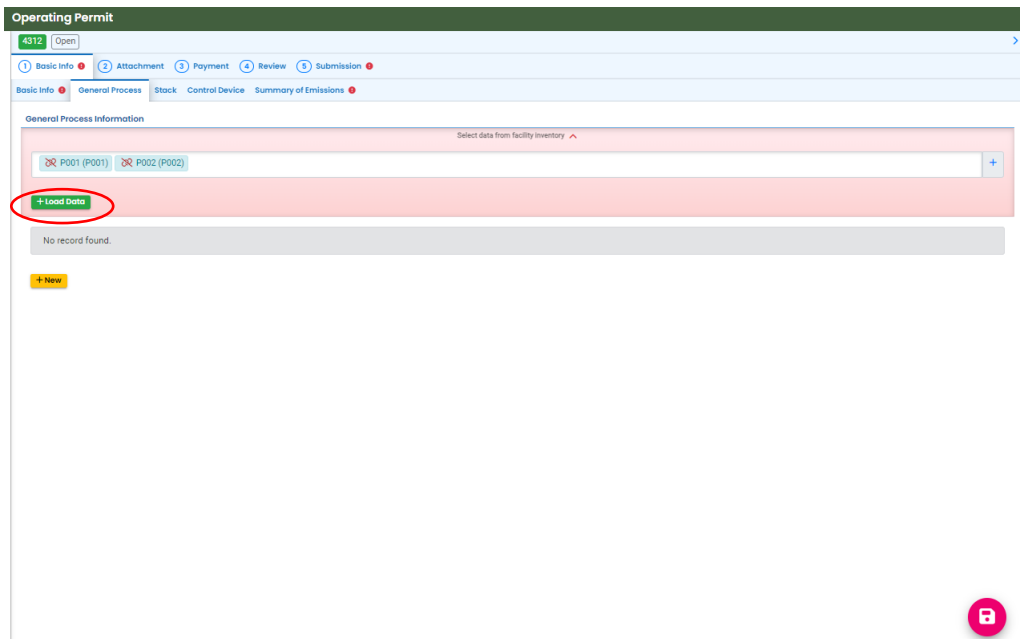 Operating Permit
4312 Open
1 Basic Info 2 Attachment 3 Payment 4 Review 5 Submission
Basic Info General Process Stack Control Device Summary of Emissions
General Process Information
Select data from facility inventory
P001 (P001) P002 (P002) +
+ Load Data
No record found.
+ New